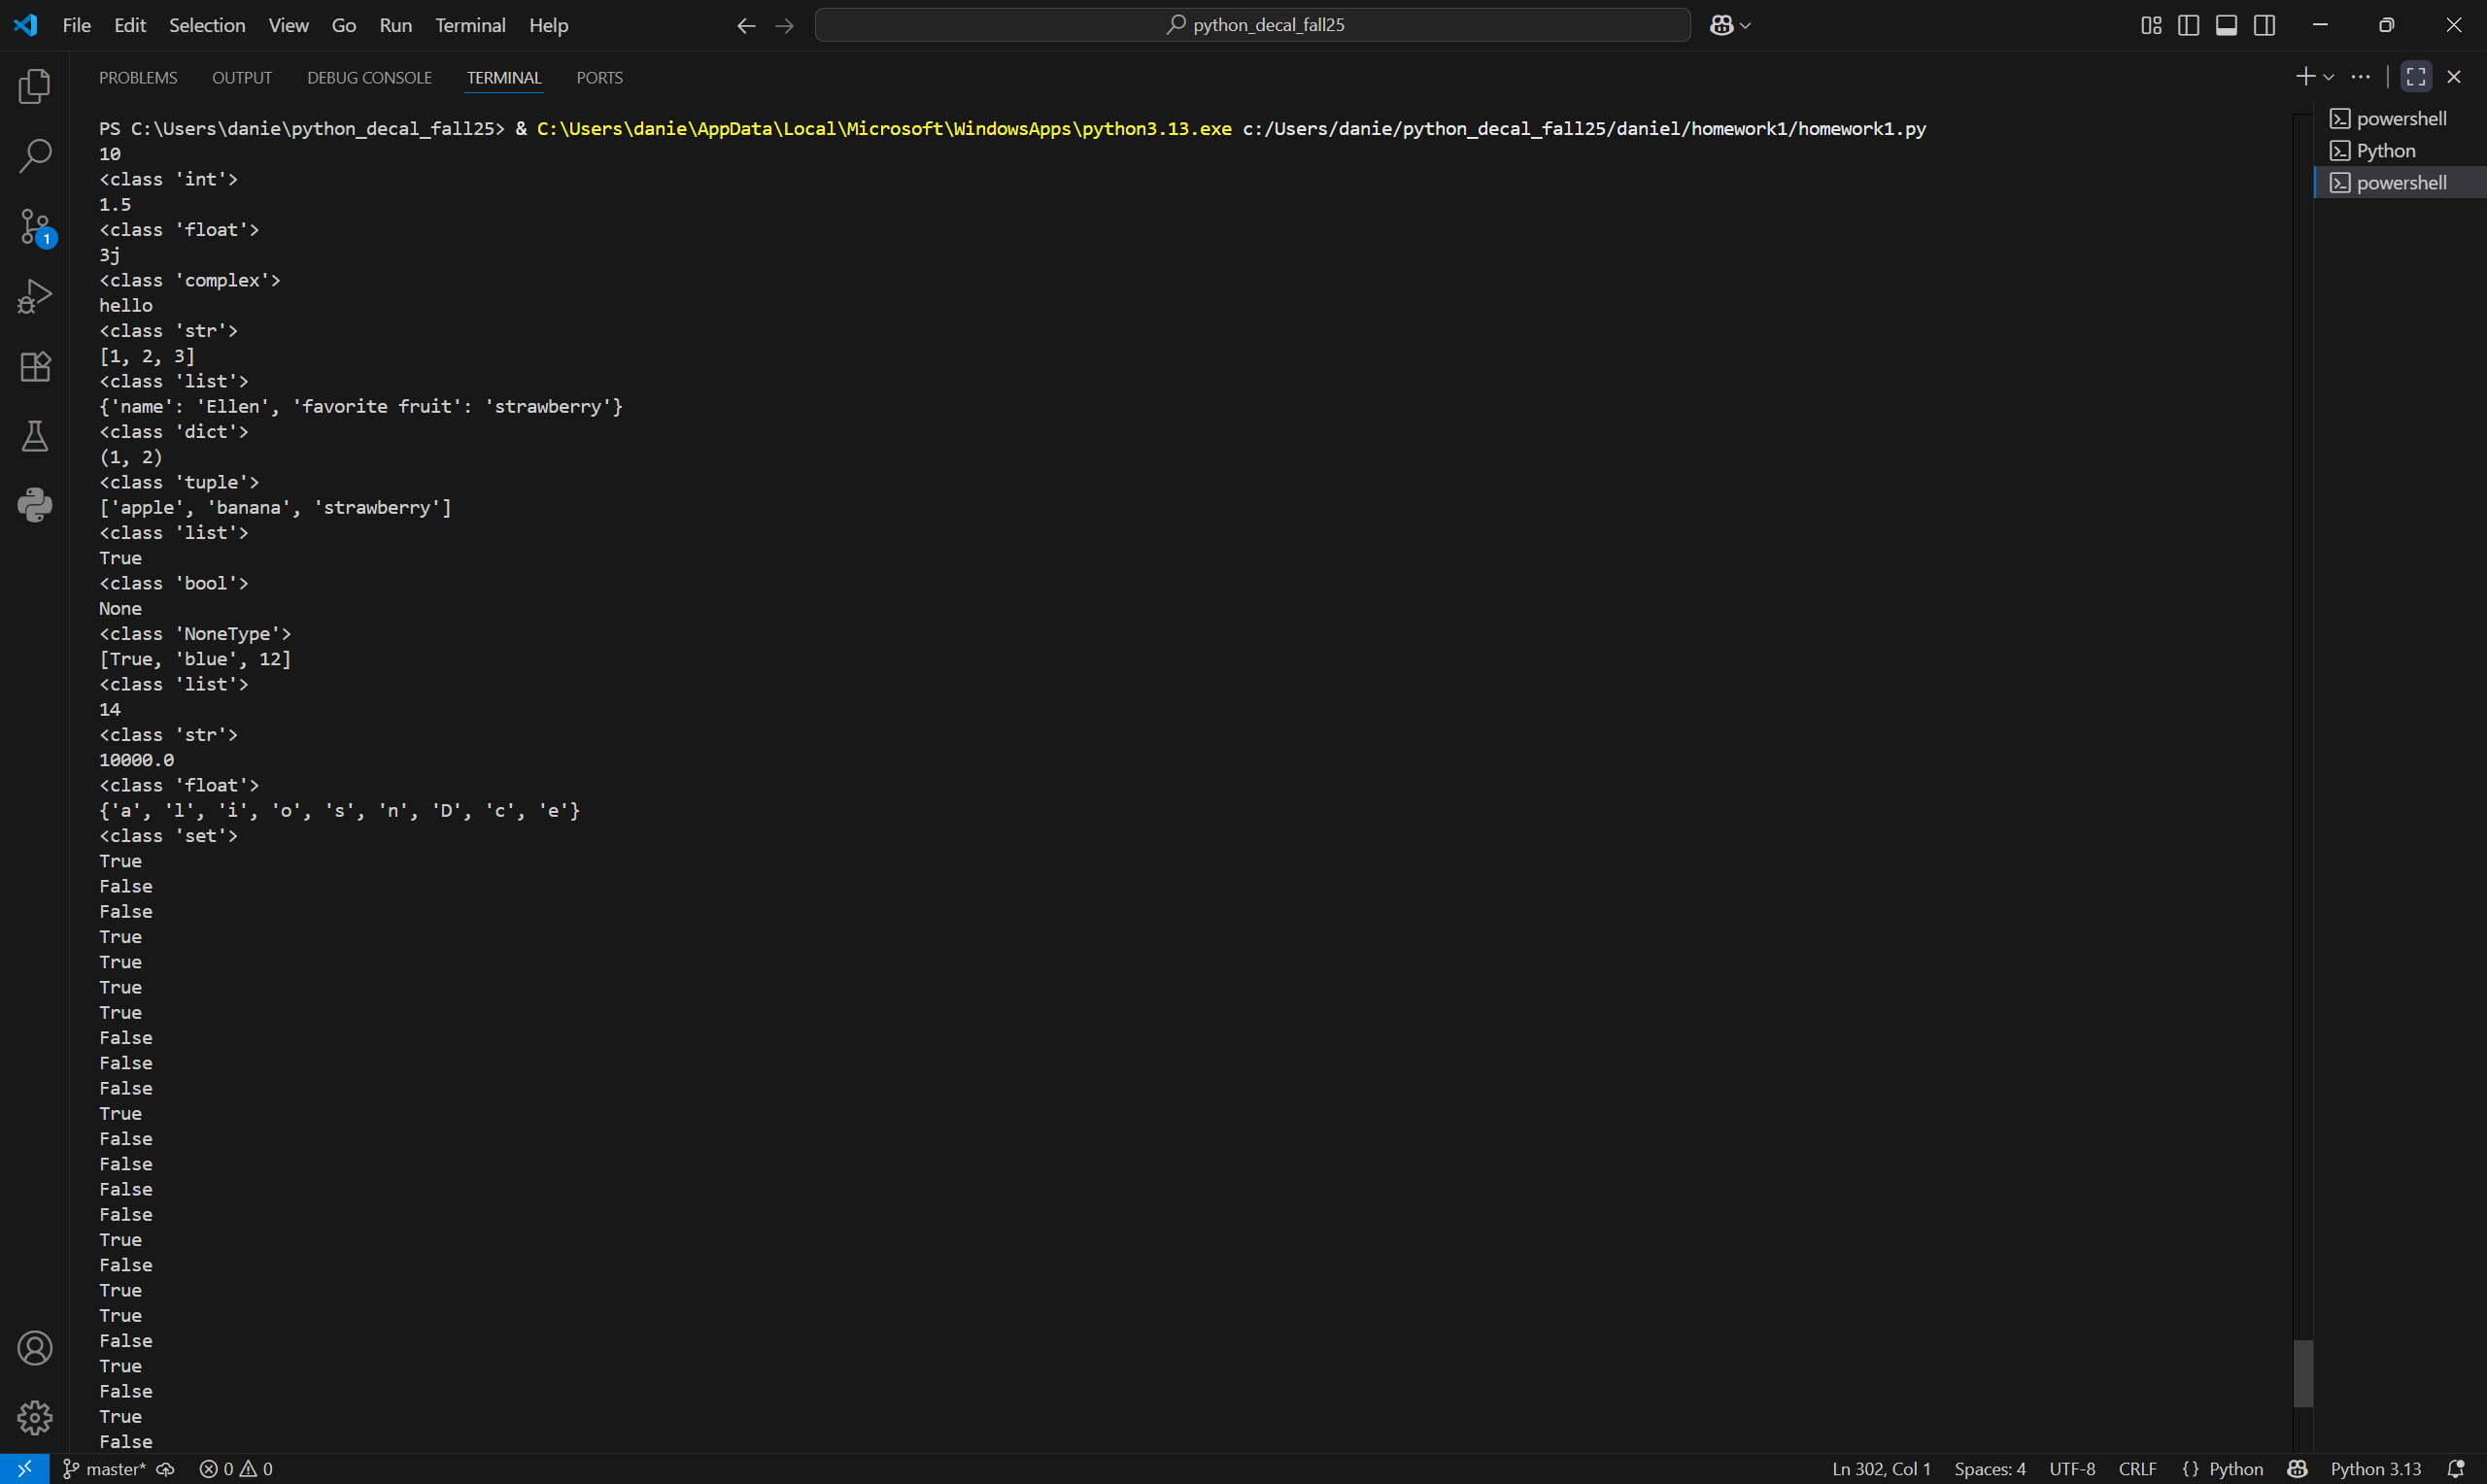 File Edit Selection View Go Run Terminal Help
python_decal_fall25
PROBLEMS OUTPUT DEBUG CONSOLE TERMINAL PORTS
PS C:\Users\danie\python_decal_fall25> & C:\Users\danie\AppData\Local\Microsoft\WindowsApps\python3.13.exe c:/Users/danie/python_decal_fall25/daniel/homework1/homework1.py
10
<class 'int'>
1.5
<class 'float'>
3j
<class 'complex'>
hello
<class 'str'>
[1, 2, 3]
<class 'list'>
{'name': 'Ellen', 'favorite fruit': 'strawberry'}
<class 'dict'>
(1, 2)
<class 'tuple'>
['apple', 'banana', 'strawberry']
<class 'list'>
True
<class 'bool'>
None
<class 'NoneType'>
[True, 'blue', 12]
<class 'list'>
14
<class 'str'>
10000.0
<class 'float'>
{'a', 'l', 'i', 'o', 's', 'n', 'D', 'c', 'e'}
<class 'set'>
True
False
False
True
True
True
True
False
False
False
True
False
False
False
False
True
False
True
True
False
True
False
True
False
powershell
Python
powershell
1
master* 0 0
Ln 302, Col 1 Spaces: 4 UTF-8 CRLF {} Python Python 3.13